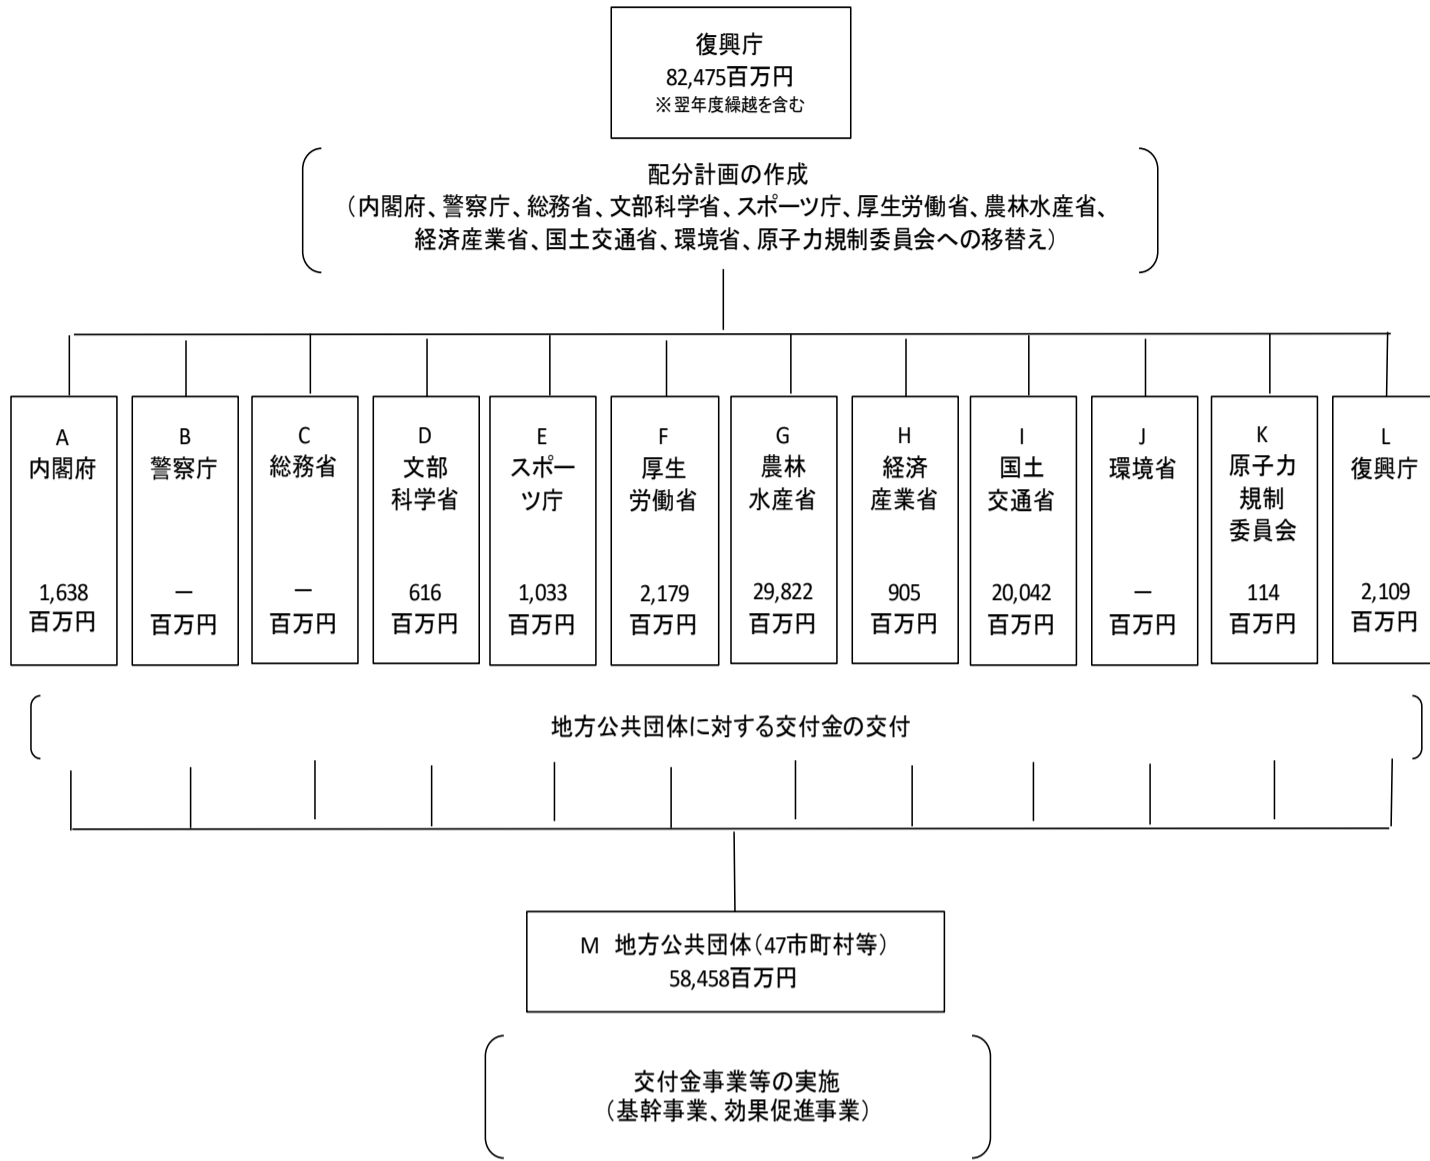 復興庁
82,475百万円
※翌年度繰越を含む
配分計画の作成
（内閣府、警察庁、総務省、文部科学省、スポーツ庁、厚生労働省、農林水産省、
経済産業省、国土交通省、環境省、原子力規制委員会への移替え）
A
内閣府
1,638
百万円
B
警察庁
－
百万円
C
総務省
－
百万円
D
文部
科学省
616
百万円
E
スポー
ツ庁
1,033
百万円
F
厚生
労働省
2,179
百万円
G
農林
水産省
29,822
百万円
H
経済
産業省
905
百万円
I
国土
交通省
20,042
百万円
J
環境省
－
百万円
K
原子力
規制
委員会
114
百万円
L
復興庁
2,109
百万円
地方公共団体に対する交付金の交付
M 地方公共団体（47市町村等）
58,458百万円
交付金事業等の実施
（基幹事業、効果促進事業）